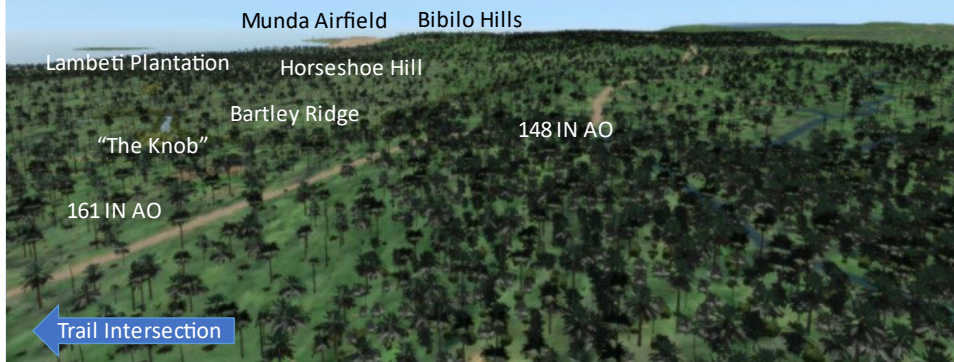 Munda Airfield
Bibilo Hills
Lambeti Plantation
Horseshoe Hill
Bartley Ridge
148 IN AO
“The Knob”
161 IN AO
Trail Intersection